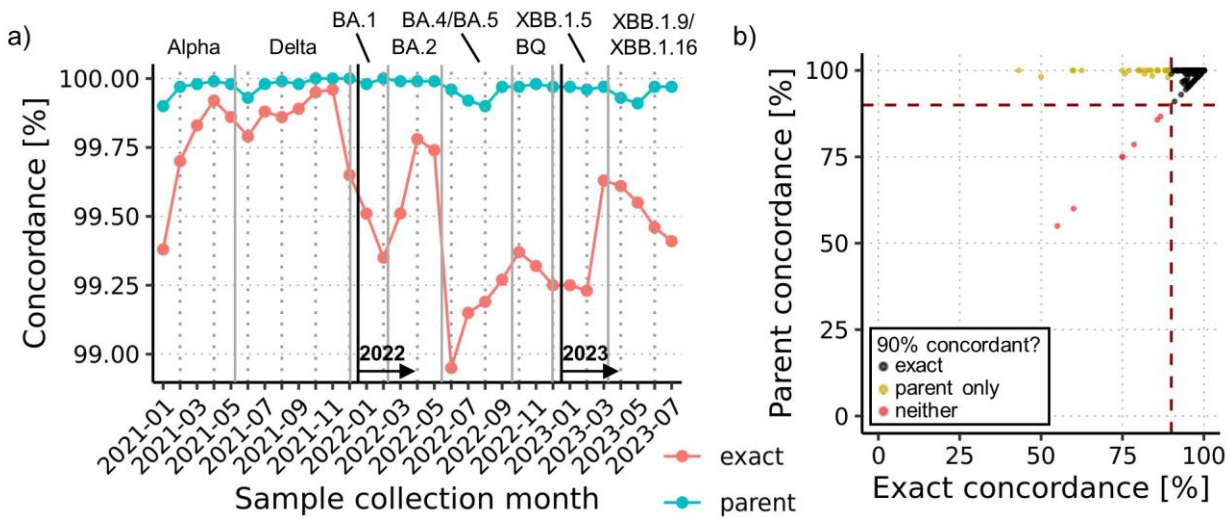 a)
BA.1
BA.4/BA.5
XBB.1.5
XBB.1.9/
Alpha
Delta
BA.2
BQ
XBB.1.16
Concordance [%]
100.00
99.75
99.50
99.25
99.00
2022
2023
2021-01
2021-03
2021-05
2021-07
2021-09
2021-11
2022-01
2022-03
2022-05
2022-07
2022-09
2022-11
2023-01
2023-03
2023-05
2023-07
Sample collection month
exact
parent
b)
Parent concordance [%]
100
75
50
25
0
90% concordant?
exact
parent only
neither
0
25
50
75
100
Exact concordance [%]